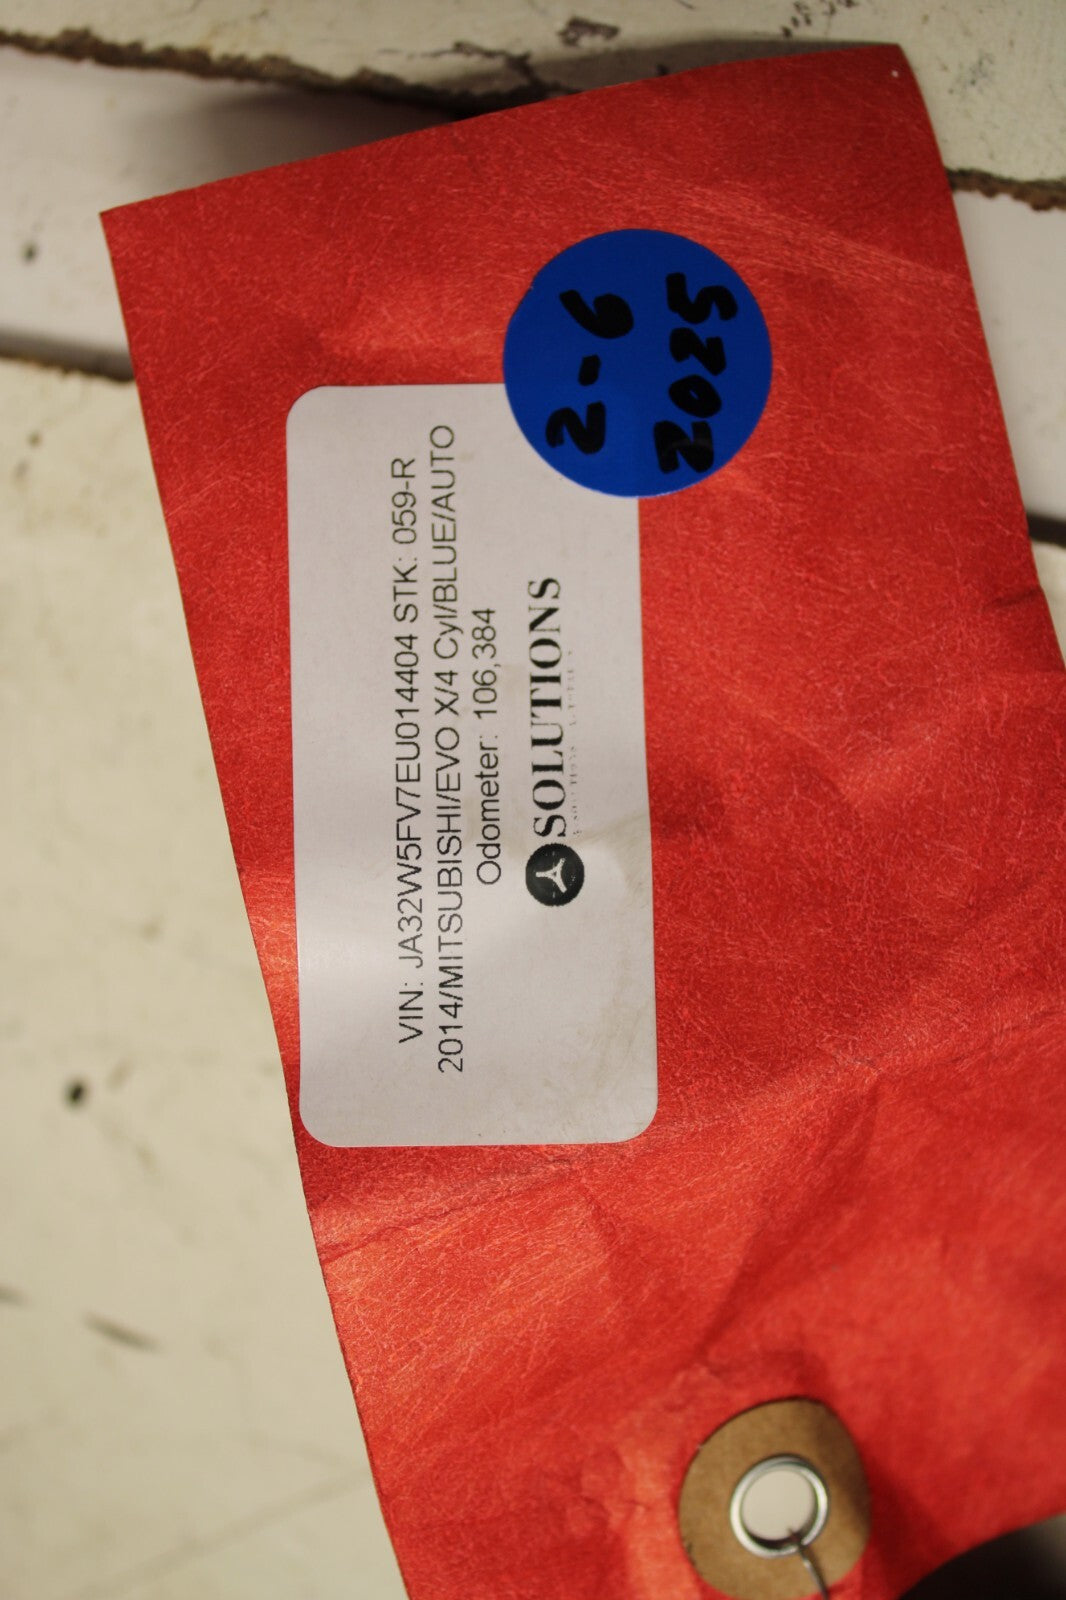 2-6
2025
VIN: JA32W5FV7EU014404 STK: 059-R
2014/MITSUBISHI/EVO X/4 Cyl/BLUE/AUTO
Odometer: 106,384
SOLUTIONS